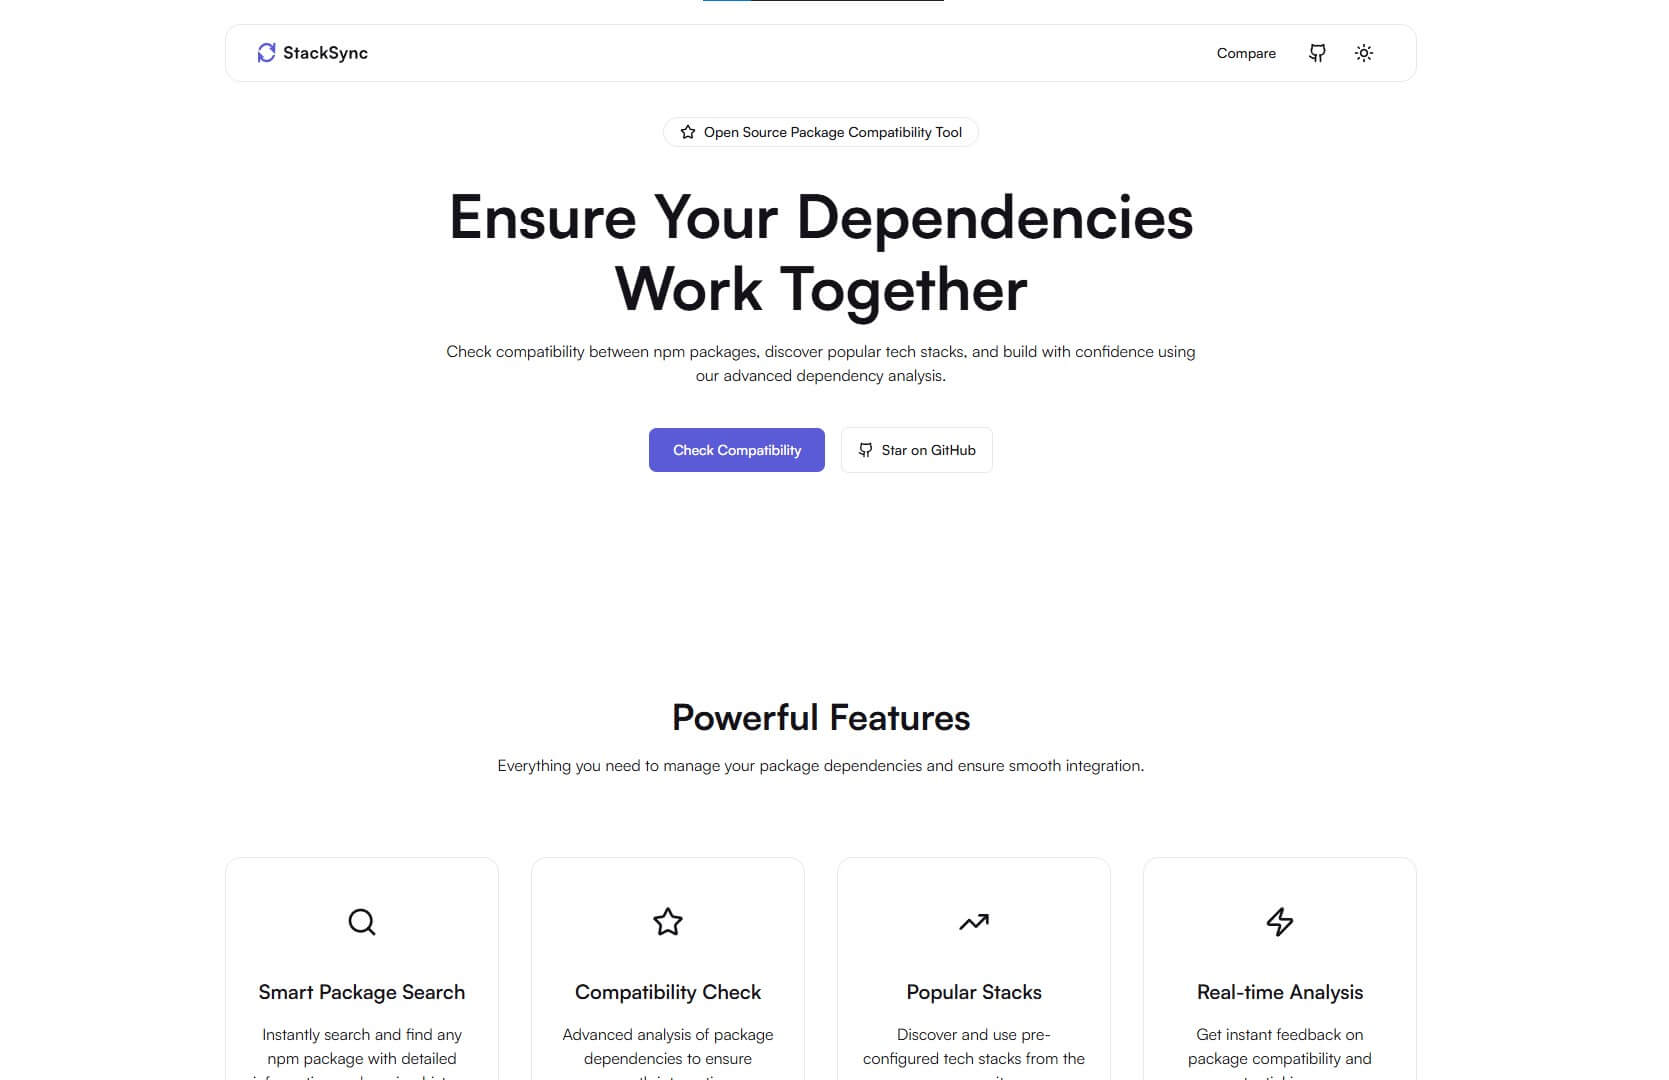 StackSync
Compare
Open Source Package Compatibility Tool
Ensure Your Dependencies
Work Together
Check compatibility between npm packages, discover popular tech stacks, and build with confidence using
our advanced dependency analysis.
Check Compatibility
Star on GitHub
Powerful Features
Everything you need to manage your package dependencies and ensure smooth integration.
Smart Package Search
Instantly search and find any
npm package with detailed
Compatibility Check
Advanced analysis of package
dependencies to ensure
Popular Stacks
Discover and use pre-
configured tech stacks from the
Real-time Analysis
Get instant feedback on
package compatibility and